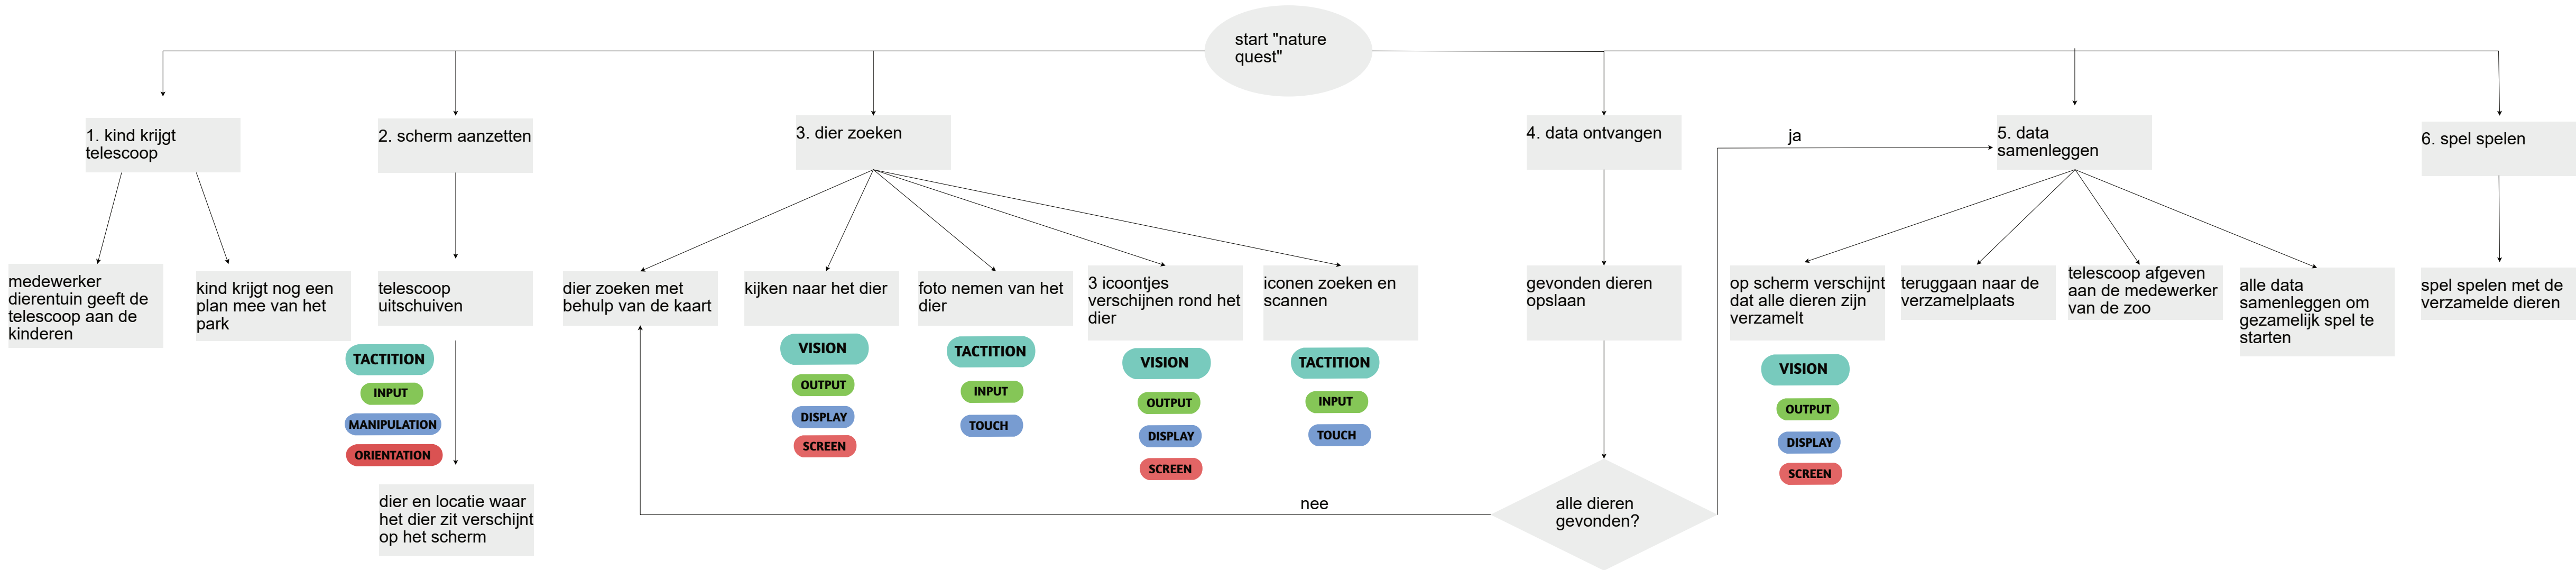 start "nature
quest"
1. kind krijgt
telescoop
2. scherm aanzetten
3. dier zoeken
4. data ontvangen
ja
5. data
samenleggen
6. spel spelen
medewerker
dierentuin geeft de
telescoop aan de
kinderen
kind krijgt nog een
plan mee van het
park
telescoop
uitschuiven
dier zoeken met
behulp van de kaart
kijken naar het dier
foto nemen van het
dier
3 icoontjes
verschijnen rond het
dier
iconen zoeken en
scannen
gevonden dieren
opslaan
op scherm verschijnt
dat alle dieren zijn
verzamelt
teruggaan naar de
verzamelplaats
telescoop afgeven
aan de medewerker
van de zoo
alle data
samenleggen om
gezamelijk spel te
starten
spel spelen met de
verzamelde dieren
TACTITION
INPUT
MANIPULATION
ORIENTATION
VISION
OUTPUT
DISPLAY
SCREEN
TACTITION
INPUT
TOUCH
VISION
OUTPUT
DISPLAY
SCREEN
TACTITION
INPUT
TOUCH
VISION
OUTPUT
DISPLAY
SCREEN
dier en locatie waar
het dier zit verschijnt
op het scherm
nee
alle dieren
gevonden?